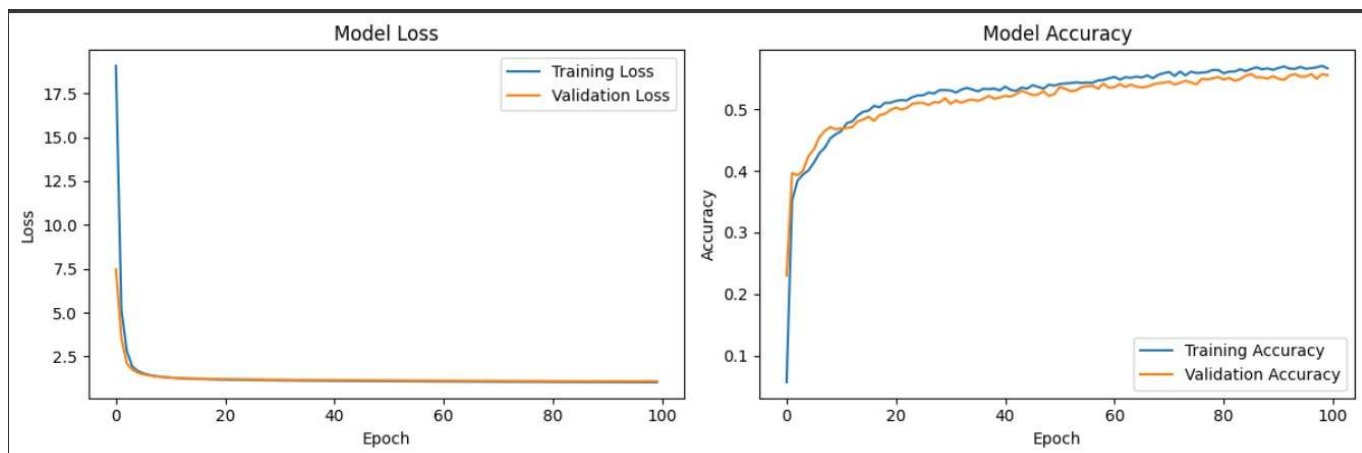 Model Loss
17.5
15.0
12.5
10.0
7.5
5.0
2.5
Loss
0
20
40
60
80
100
Epoch
Training Loss
Validation Loss
Model Accuracy
0.5
0.4
0.3
0.2
0.1
Accuracy
0
20
40
60
80
100
Epoch
Training Accuracy
Validation Accuracy